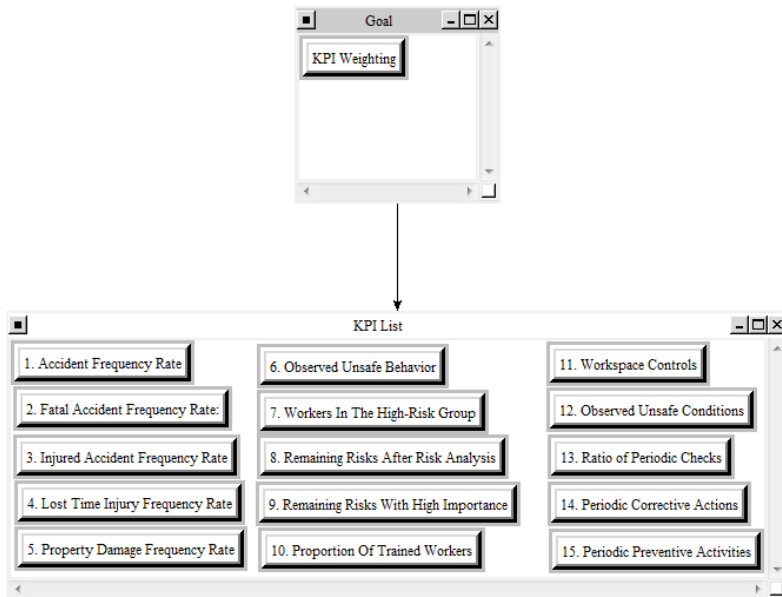 Goal
KPI Weighting
KPI List
1. Accident Frequency Rate
2. Fatal Accident Frequency Rate:
3. Injured Accident Frequency Rate
4. Lost Time Injury Frequency Rate
5. Property Damage Frequency Rate
6. Observed Unsafe Behavior
7. Workers In The High-Risk Group
8. Remaining Risks After Risk Analysis
9. Remaining Risks With High Importance
10. Proportion Of Trained Workers
11. Workspace Controls
12. Observed Unsafe Conditions
13. Ratio of Periodic Checks
14. Periodic Corrective Actions
15. Periodic Preventive Activities